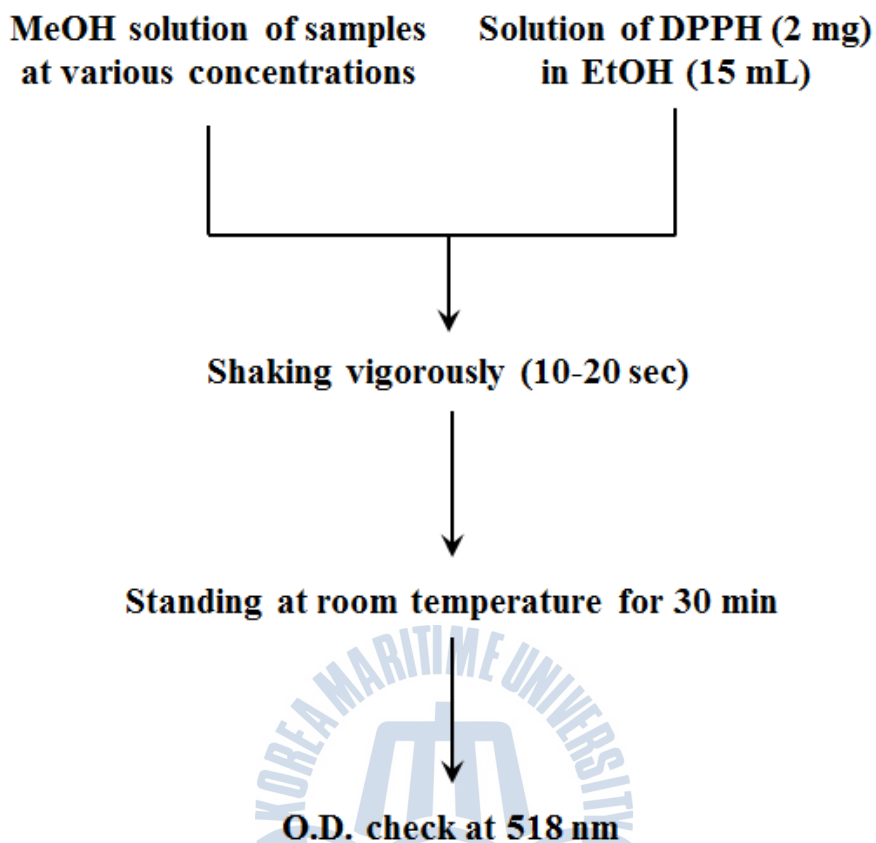 MeOH solution of samples
at various concentrations
Solution of DPPH (2 mg)
in EtOH (15 mL)
Shaking vigorously (10-20 sec)
Standing at room temperature for 30 min
KOREA MARITIME UNIVERSITY
O.D. check at 518 nm